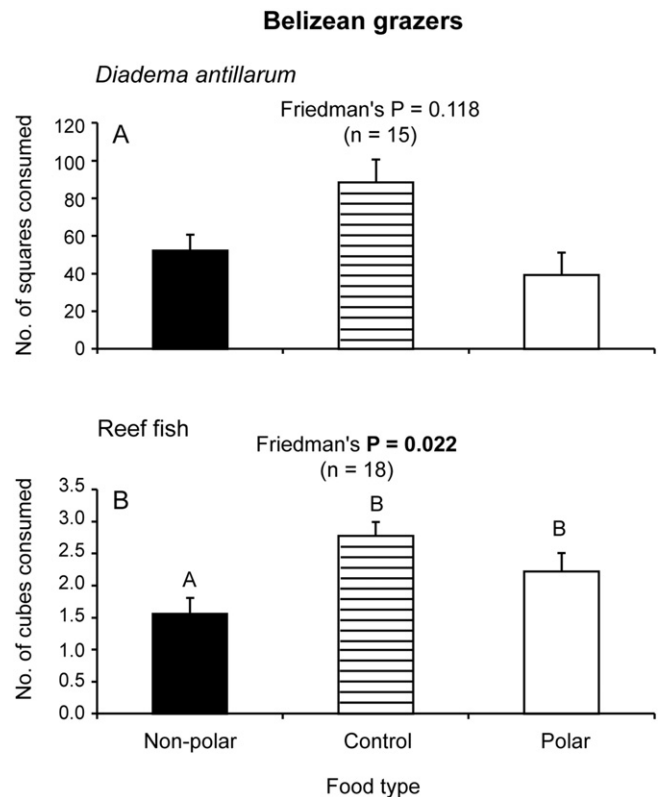 Belizean grazers
Diadema antillarum
Friedman's P = 0.118
(n = 15)
A
No. of squares consumed
120
100
80
60
40
20
0
Reef fish
Friedman's P = 0.022
(n = 18)
B
No. of cubes consumed
3.5
3.0
2.5
2.0
1.5
1.0
0.5
0.0
A
B
B
Non-polar Control Polar
Food type